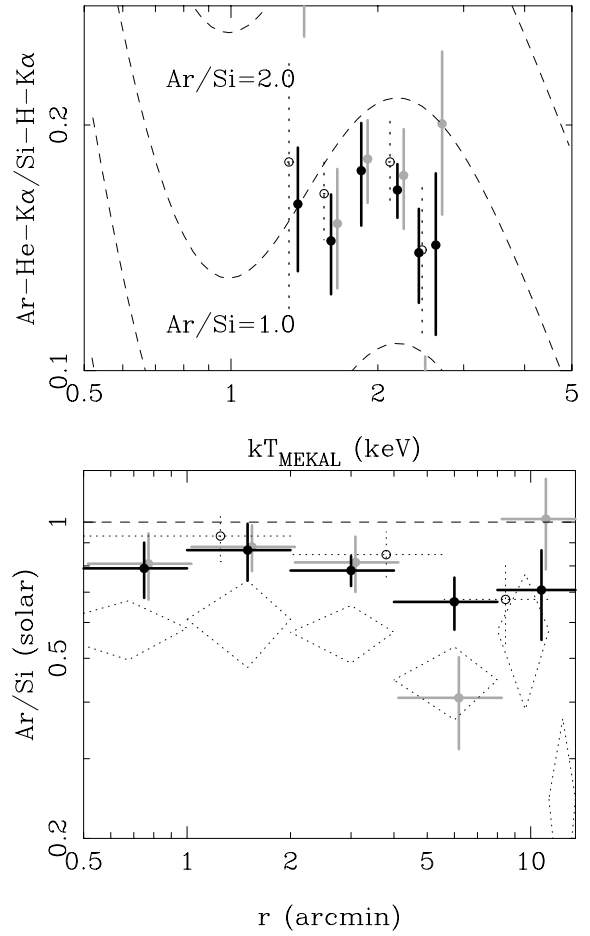 Ar−He−Kα/Si−H−Kα
0.2
0.1
Ar/Si=2.0
Ar/Si=1.0
0.5 1 2 5
kT_MEKAL (keV)
Ar/Si (solar)
1
0.5
0.2
0.5 1 2 5 10
r (arcmin)